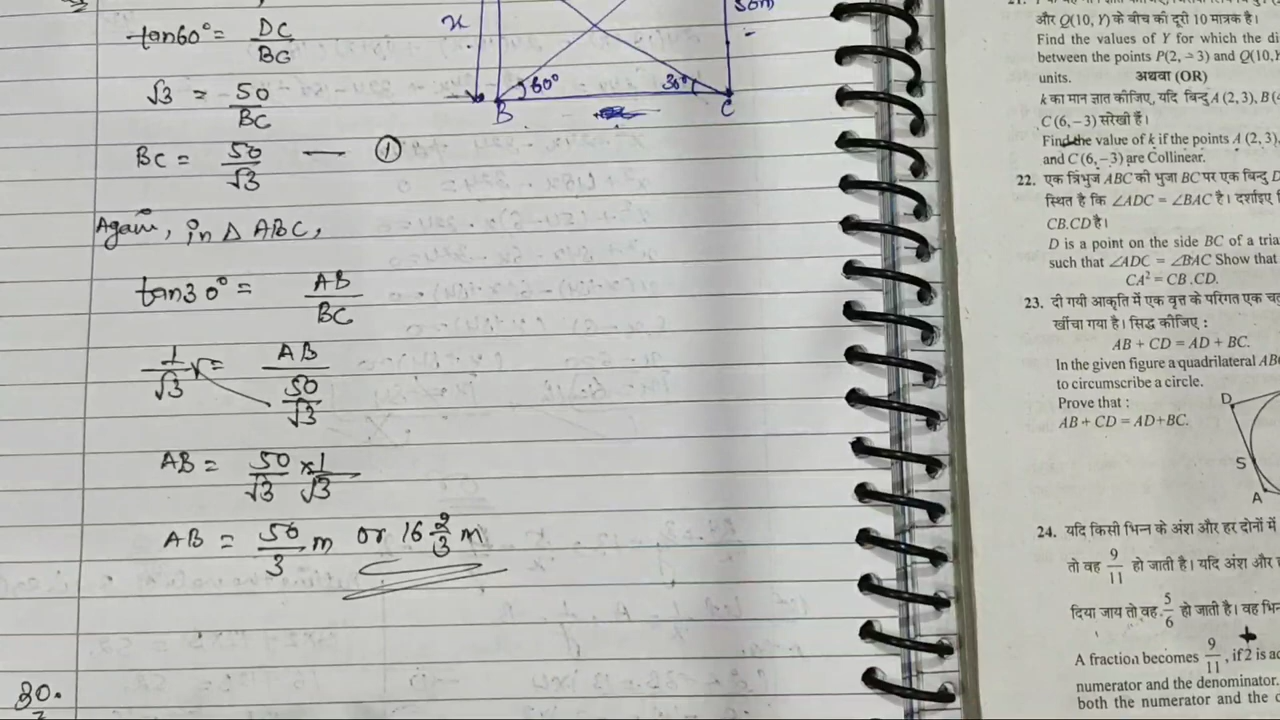 x
50m
60°
30°
B
C
tan60° = DC/BC
√3 = 50/BC
BC = 50/√3 — ①
Again, in Δ ABC,
tan30° = AB/BC
1/√3 = AB/(50/√3)
AB = 50/√3 × 1/√3
AB = 50/3 m or 16 2/3 m
30.
और Q(10, Y) के बीच की दूरी 10 मात्रक है।
Find the values of Y for which the di
between the points P(2, -3) and Q(10,
units. अथवा (OR)
k का मान ज्ञात कीजिए, यदि बिन्दु A (2, 3), B(
C (6, −3) सरेखी हैं।
Find the value of k if the points A (2, 3),
and C (6, −3) are Collinear.
22. एक त्रिभुज ABC की भुजा BC पर एक बिन्दु D
स्थित है कि ∠ADC = ∠BAC है। दर्शाइए
CB.CD है।
D is a point on the side BC of a tria
such that ∠ADC = ∠BAC Show that
CA² = CB.CD.
23. दी गयी आकृति में एक वृत्त के परिगत एक च
खींचा गया है। सिद्ध कीजिए :
AB + CD = AD + BC.
In the given figure a quadrilateral AB
to circumscribe a circle.
Prove that :
AB + CD = AD+BC.
D
S
A
24. यदि किसी भिन्न के अंश और हर दोनों में
तो वह 9/11 हो जाती है। यदि अंश और
दिया जाय तो वह 5/6 हो जाती है। वह भिन
A fraction becomes 9/11, if 2 is a
numerator and the denominator.
both the numerator and the